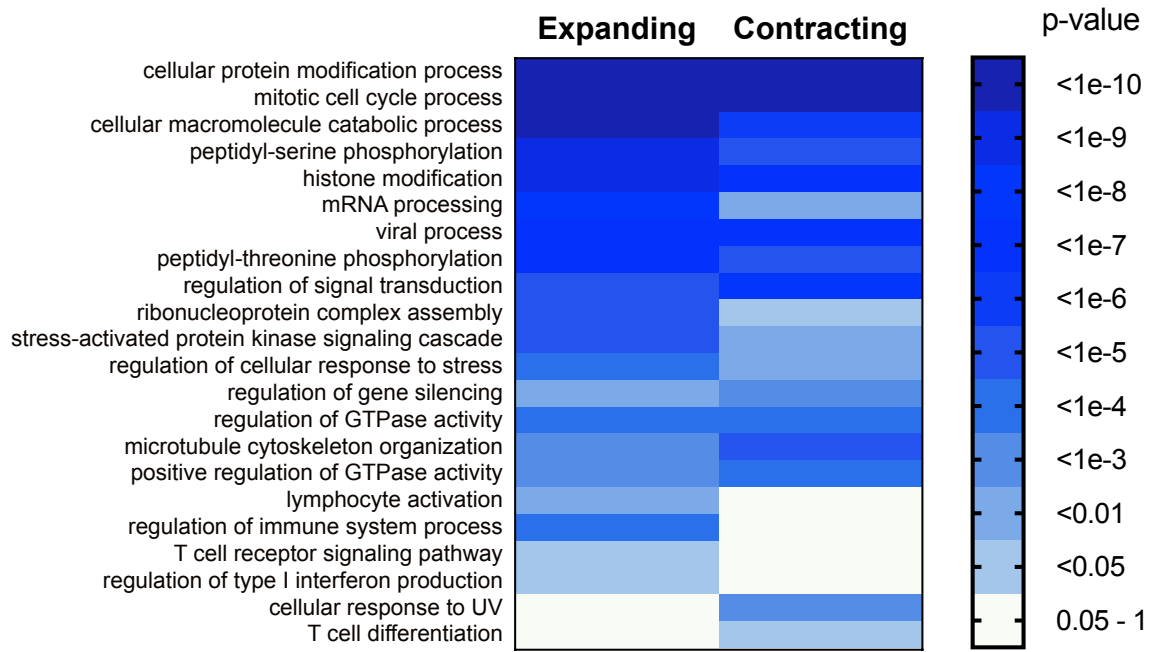 Expanding Contracting p-value
cellular protein modification process
mitotic cell cycle process
cellular macromolecule catabolic process
peptidyl-serine phosphorylation
histone modification
mRNA processing
viral process
peptidyl-threonine phosphorylation
regulation of signal transduction
ribonucleoprotein complex assembly
stress-activated protein kinase signaling cascade
regulation of cellular response to stress
regulation of gene silencing
regulation of GTPase activity
microtubule cytoskeleton organization
positive regulation of GTPase activity
lymphocyte activation
regulation of immune system process
T cell receptor signaling pathway
regulation of type I interferon production
cellular response to UV
T cell differentiation
<1e-10
<1e-9
<1e-8
<1e-7
<1e-6
<1e-5
<1e-4
<1e-3
<0.01
<0.05
0.05 - 1